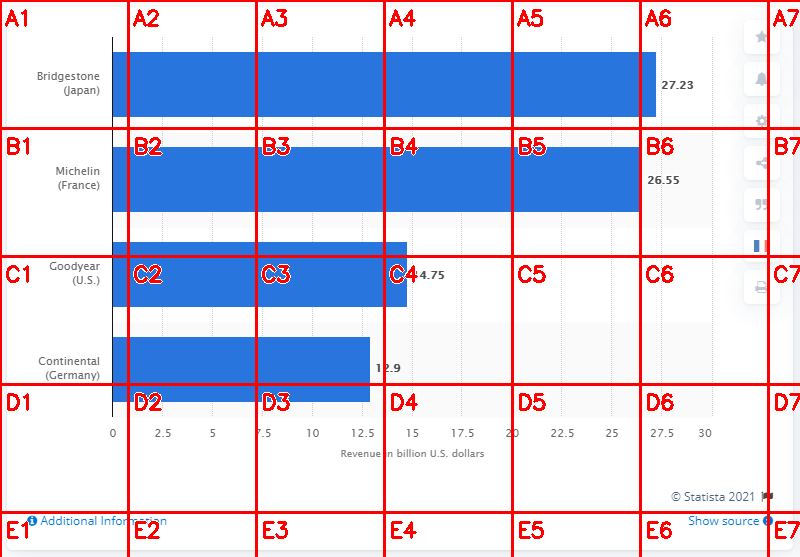 A1 A2 A3 A4 A5 A6 A7
Bridgestone
(Japan)
27.23
B1 B2 B3 B4 B5 B6 B7
Michelin
(France)
26.55
C1 C2 C3 C4 C5 C6 C7
Goodyear
(U.S.)
14.75
Continental
(Germany)
12.9
D1 D2 D3 D4 D5 D6 D7
0 2.5 5 7.5 10 12.5 15 17.5 20 22.5 25 27.5 30
Revenue in billion U.S. dollars
© Statista 2021
Additional Information
Show source
E1 E2 E3 E4 E5 E6 E7